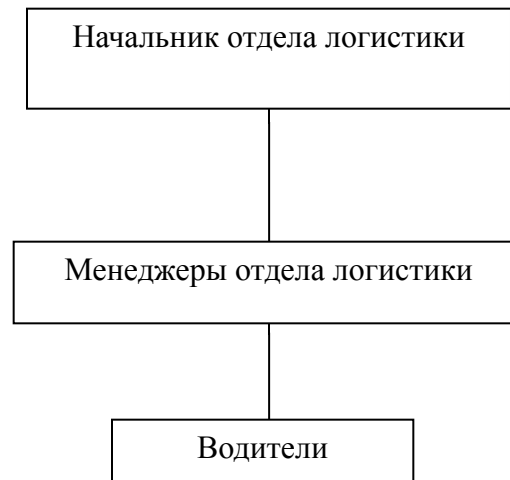 Начальник отдела логистики
Менеджеры отдела логистики
Водители